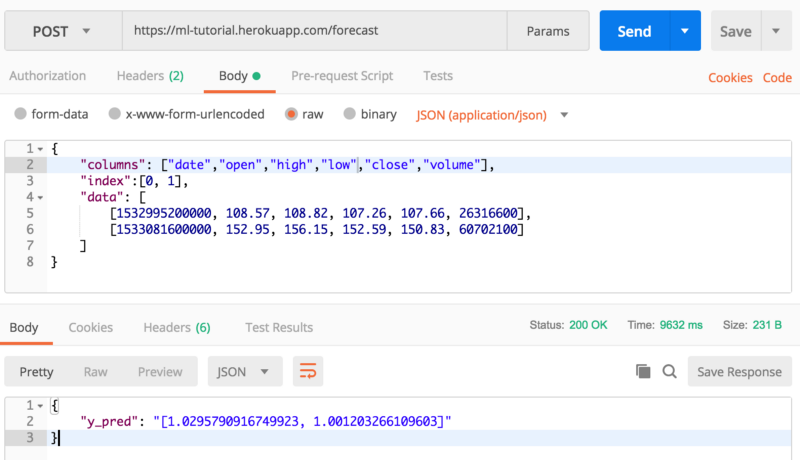 POST https://ml-tutorial.herokuapp.com/forecast Params Send Save
Authorization Headers (2) Body Pre-request Script Tests Cookies Code
form-data x-www-form-urlencoded raw binary JSON (application/json)
1 {
2 "columns": ["date","open","high","low","close","volume"],
3 "index":[0, 1],
4 "data": [
5 [1532995200000, 108.57, 108.82, 107.26, 107.66, 26316600],
6 [1533081600000, 152.95, 156.15, 152.59, 150.83, 60702100]
7 ]
8 }
Body Cookies Headers (6) Test Results Status: 200 OK Time: 9632 ms Size: 231 B
Pretty Raw Preview JSON Save Response
1 {
2 "y_pred": "[1.0295790916749923, 1.001203266109603]"
3 }